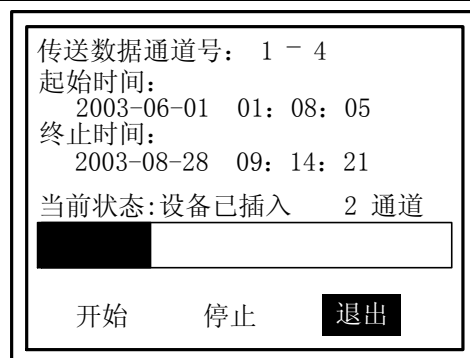 传送数据通道号： 1 - 4
起始时间：
2003-06-01 01：08：05
终止时间：
2003-08-28 09：14：21
当前状态:设备已插入 2 通道
开始 停止 退出